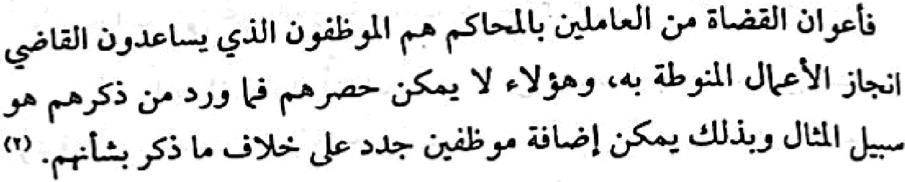 فأعوان القضاة من العاملين بالمحاكم هم الموظفون الذي يساعدون القاضي
انجاز الأعمال المنوطة به، وهؤلاء لا يمكن حصرهم فما ورد من ذكرهم هو
سبيل المثال وبذلك يمكن إضافة موظفين جدد على خلاف ما ذكر بشأنهم. (٢)